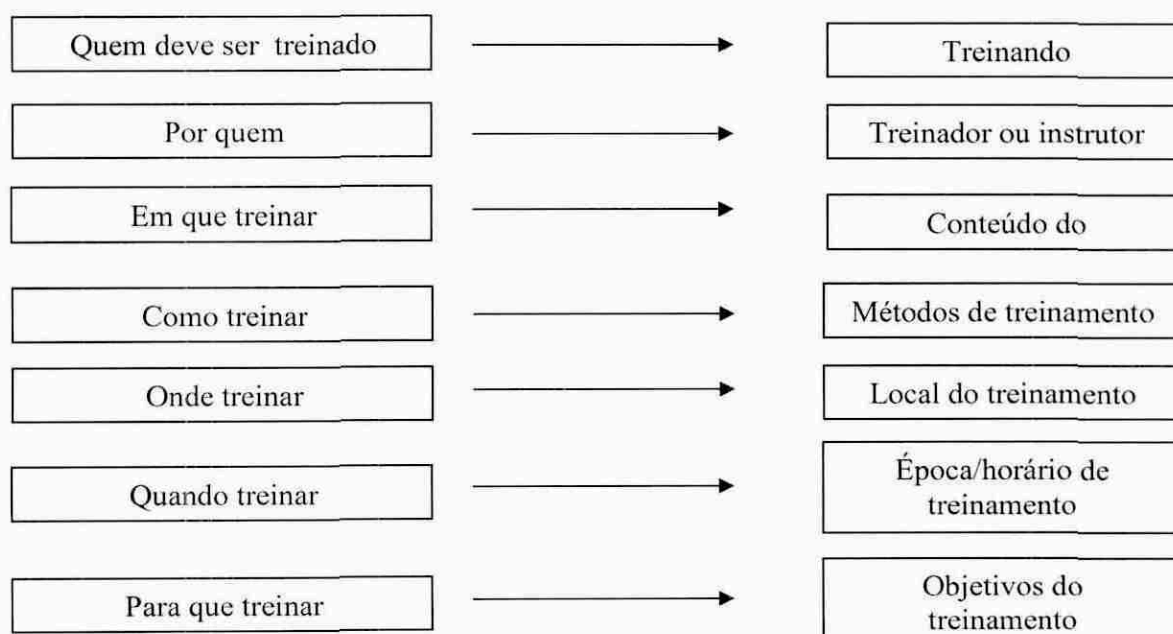 Quem deve ser treinado
Treinando
Por quem
Treinador ou instrutor
Em que treinar
Conteúdo do
Como treinar
Métodos de treinamento
Onde treinar
Local do treinamento
Quando treinar
Época/horário de
treinamento
Para que treinar
Objetivos do
treinamento